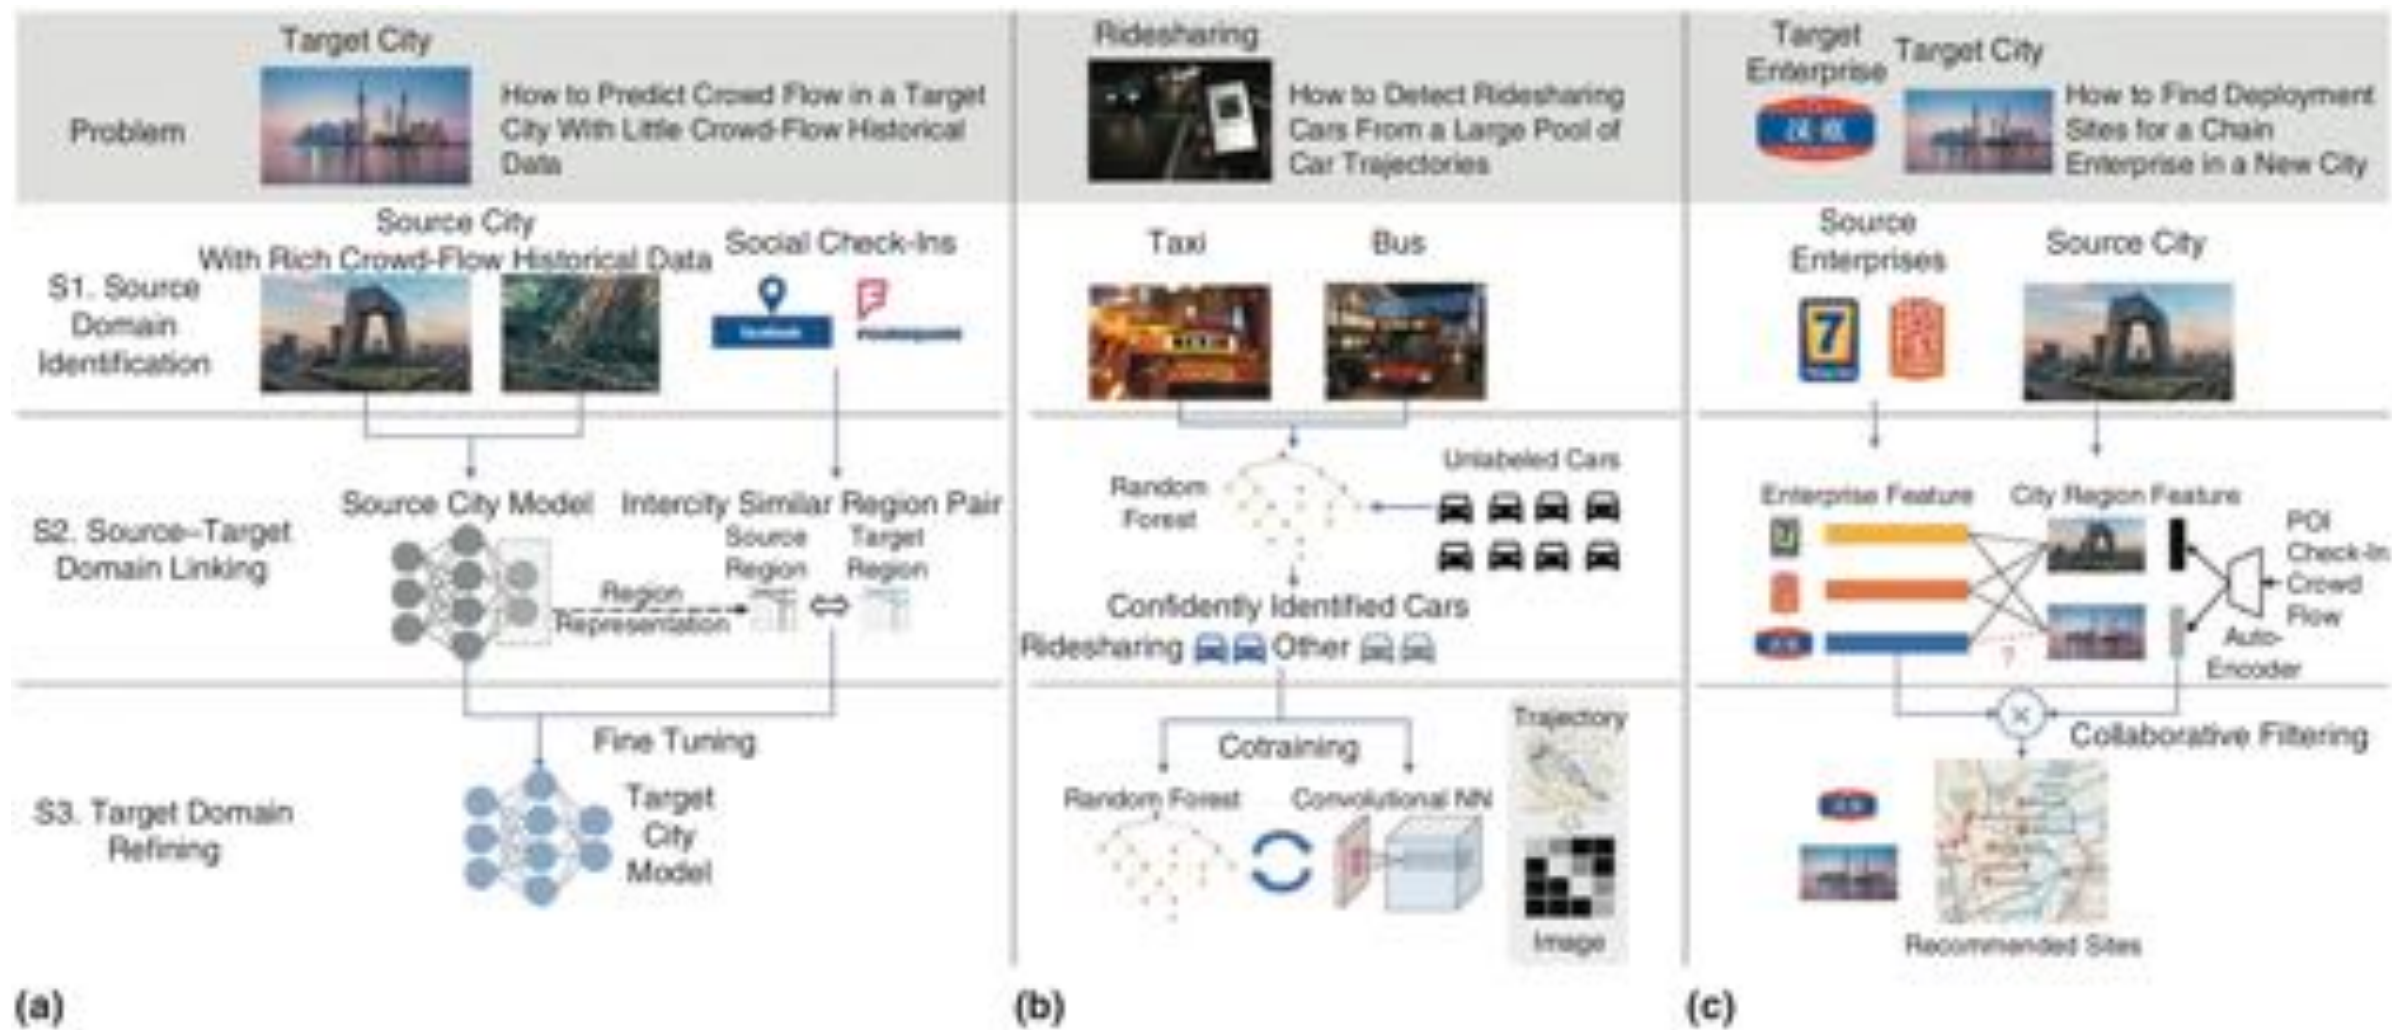 Target City
Problem
How to Predict Crowd Flow in a Target
City With Little Crowd-Flow Historical
Data
S1. Source
Domain
Identification
Source City
With Rich Crowd-Flow Historical Data
Social Check-Ins
facebook
FOURSQUARE
S2. Source–Target
Domain Linking
Source City Model
Intercity Similar Region Pair
Source
Region
Target
Region
Region
Representation
S3. Target Domain
Refining
Fine Tuning
Target
City
Model
(a)
Ridesharing
How to Detect Ridesharing
Cars From a Large Pool of
Car Trajectories
Taxi
Bus
TAXI
Random
Forest
Unlabeled Cars
Confidently Identified Cars
Ridesharing
Other
Cotraining
Random Forest
Convolutional NN
Trajectory
Image
(b)
Target
Enterprise
Target City
How to Find Deployment
Sites for a Chain
Enterprise in a New City
Source
Enterprises
Source City
7
Enterprise Feature
City Region Feature
7
?
POI
Check-In
Crowd
Flow
Auto-
Encoder
×
Collaborative Filtering
Recommended Sites
(c)